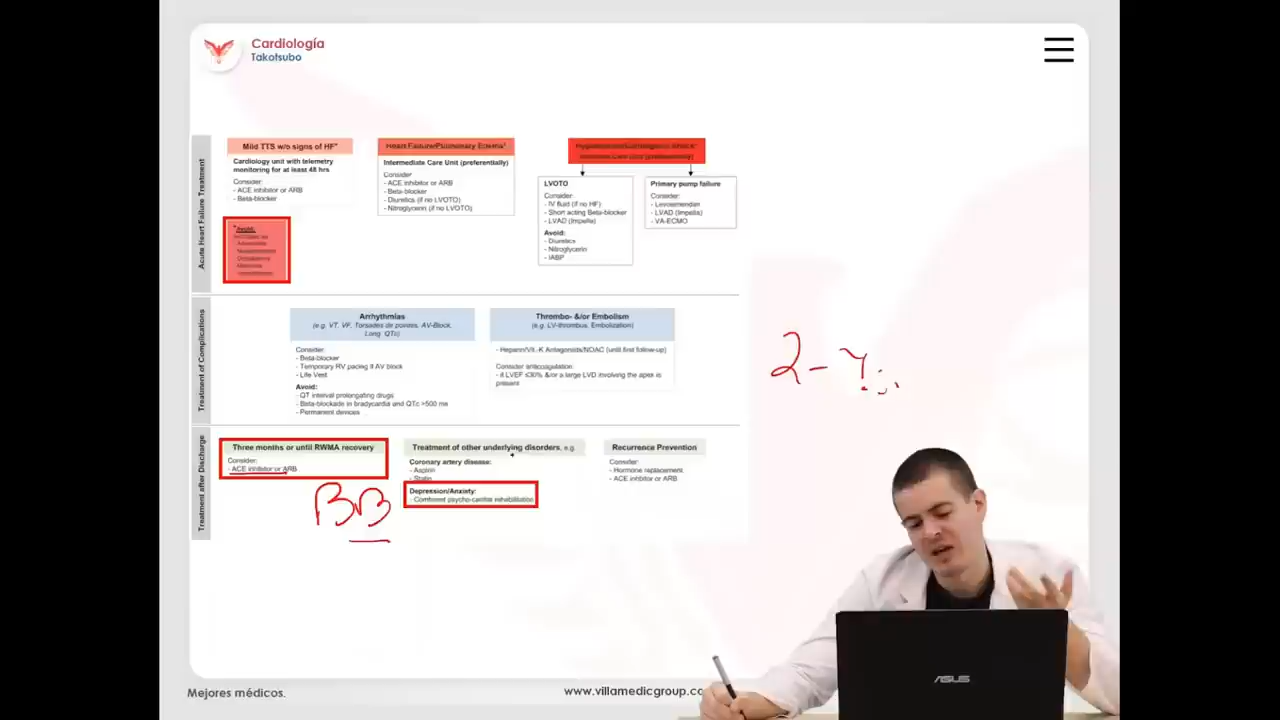 Cardiología
Takotsubo
Acute Heart Failure Treatment
Mild TTS w/o signs of HF*
Cardiology unit with telemetry
monitoring for at least 48 hrs
Consider:
- ACE inhibitor or ARB
- Beta-blocker
Avoid:
Heart Failure/Pulmonary Edema
Intermediate Care Unit (preferentially)
Consider
- ACE inhibitor or ARB
- Beta-blocker
- Diuretics (if no LVOTO)
- Nitroglycerin (if no LVOTO)
LVOTO
Consider:
- IV fluid (if no HF)
- Short acting Beta-blocker
- LVAD (Impella)
Avoid:
- Diuretics
- Nitroglycerin
- IABP
Primary pump failure
Consider:
- Levosimendan
- LVAD (Impella)
- VA-ECMO
Treatment of Complications
Arrhythmias
(e.g. VT, VF, Torsades de pointes, AV-Block,
Long QTc)
Consider:
- Beta-blocker
- Temporary RV pacing if AV block
- Life Vest
Avoid:
- QT interval prolongating drugs
- Beta-blockade in bradycardia and QTc >500 ms
- Permanent devices
Thrombo- &/or Embolism
(e.g. LV-thrombus, Embolization)
- Heparin/Vit.-K Antagonists/NOAC (until first follow-up)
Consider anticoagulation
- if LVEF ≤30% &/or a large LVD involving the apex is
present
2-4
Treatment after Discharge
Three months or until RWMA recovery
Consider:
- ACE inhibitor or ARB
BB
Treatment of other underlying disorders, e.g.
Coronary artery disease:
- Aspirin
- Statin
Depression/Anxiety:
- Combined psycho-cardiac rehabilitation
Recurrence Prevention
Consider:
- Hormone replacement
- ACE inhibitor or ARB
ASUS
Mejores médicos.
www.villamedicgroup.co